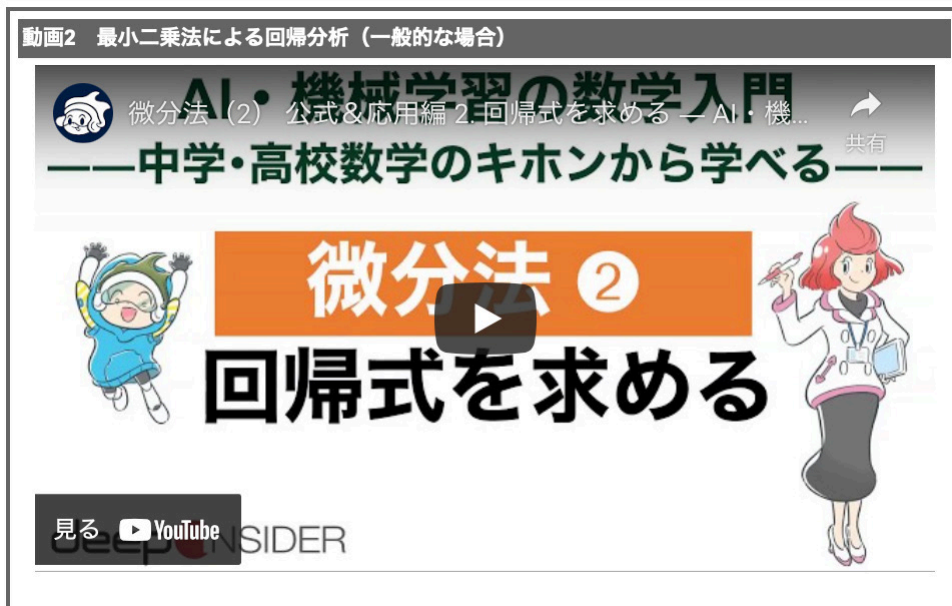 動画2 最小二乗法による回帰分析（一般的な場合）
AI・機械学習の数学入門
微分法（2） 公式&応用編 2. 回帰式を求める — AI・機...
共有
——中学・高校数学のキホンから学べる——
微分法 ❷
回帰式を求める
見る YouTube
deep INSIDER